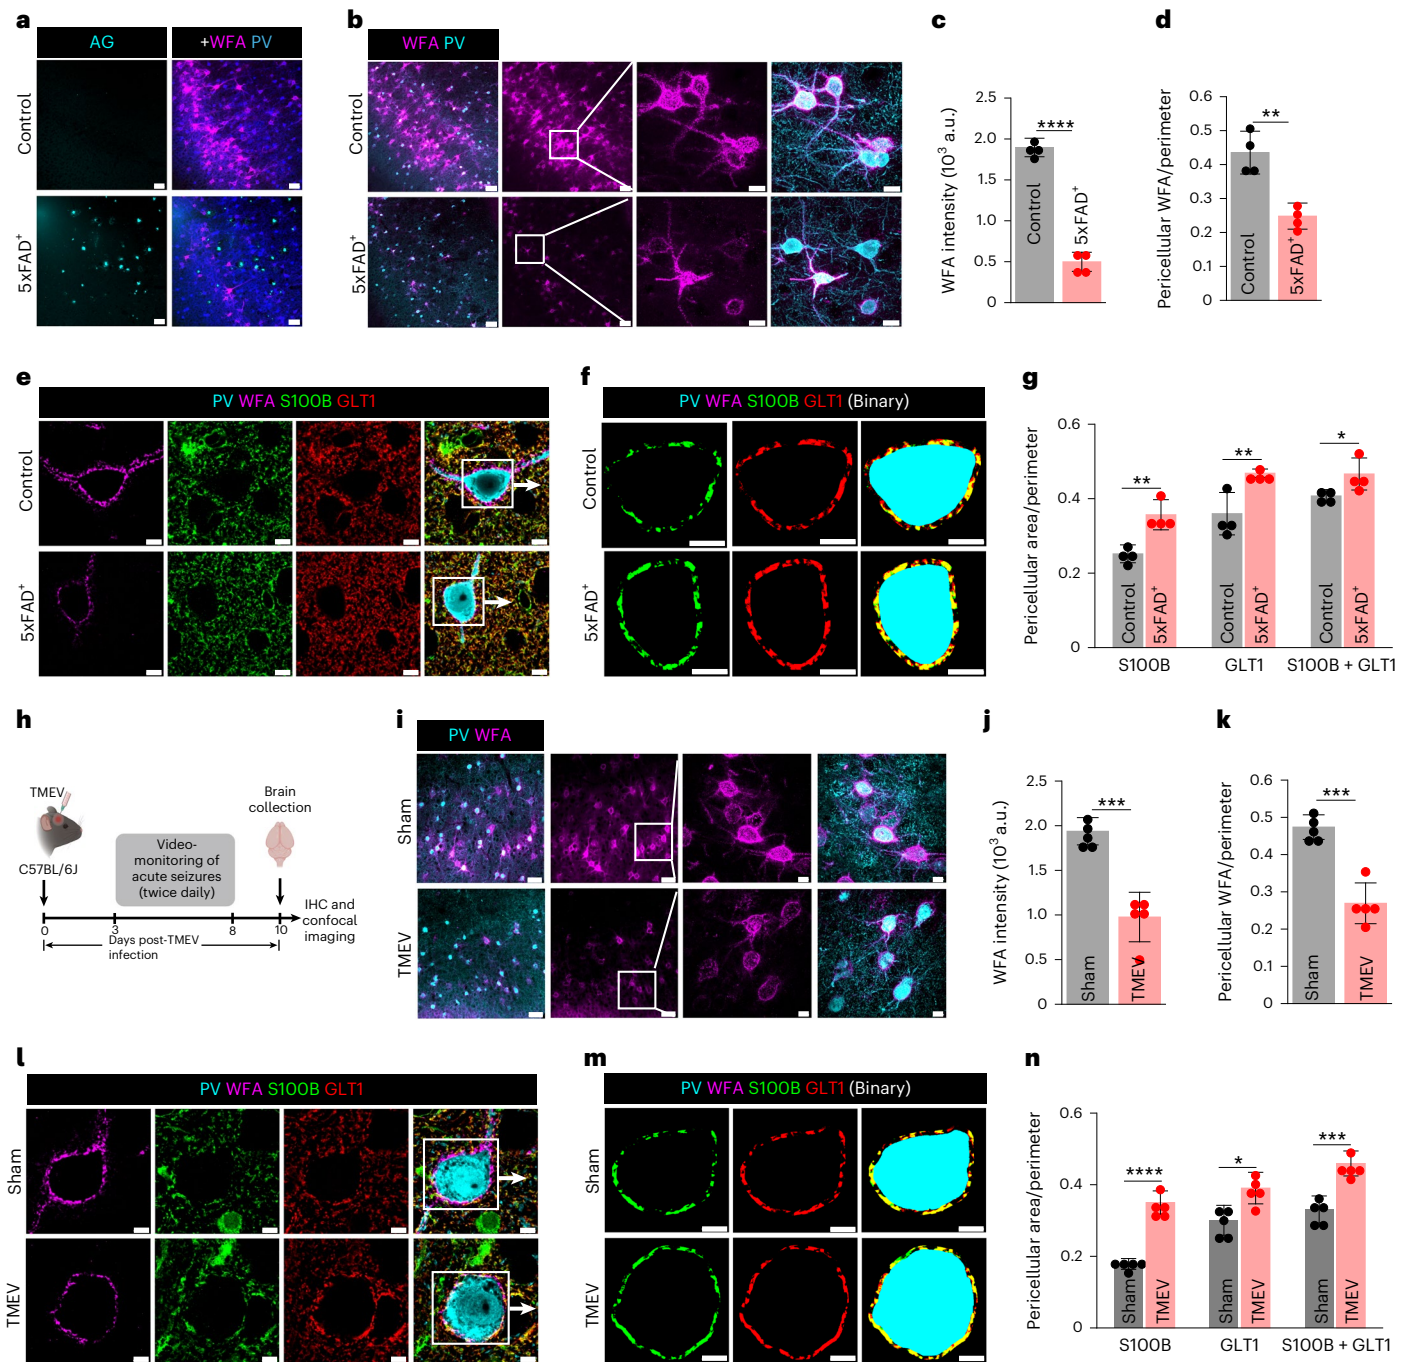 a
AG
+WFA PV
Control
5xFAD+
b
WFA PV
Control
5xFAD+
c
WFA intensity (10³ a.u.)
2.5
2.0
1.5
1.0
0.5
0
****
Control
5xFAD+
d
Pericellular WFA/perimeter
0.6
0.5
0.4
0.3
0.2
0.1
0
**
Control
5xFAD+
e
PV WFA S100B GLT1
Control
5xFAD+
f
PV WFA S100B GLT1 (Binary)
Control
5xFAD+
g
Pericellular area/perimeter
0.6
0.4
0.2
0
**
**
*
Control
5xFAD+
Control
5xFAD+
Control
5xFAD+
S100B
GLT1
S100B + GLT1
h
TMEV
C57BL/6J
Video-
monitoring of
acute seizures
(twice daily)
Brain
collection
IHC and
confocal
imaging
0
3
8
10
Days post-TMEV
infection
i
PV WFA
Sham
TMEV
j
WFA intensity (10³ a.u.)
2.5
2.0
1.5
1.0
0.5
0
***
Sham
TMEV
k
Pericellular WFA/perimeter
0.6
0.5
0.4
0.3
0.2
0.1
0
***
Sham
TMEV
l
PV WFA S100B GLT1
Sham
TMEV
m
PV WFA S100B GLT1 (Binary)
Sham
TMEV
n
Pericellular area/perimeter
0.6
0.4
0.2
0
****
*
***
Sham
TMEV
Sham
TMEV
Sham
TMEV
S100B
GLT1
S100B + GLT1